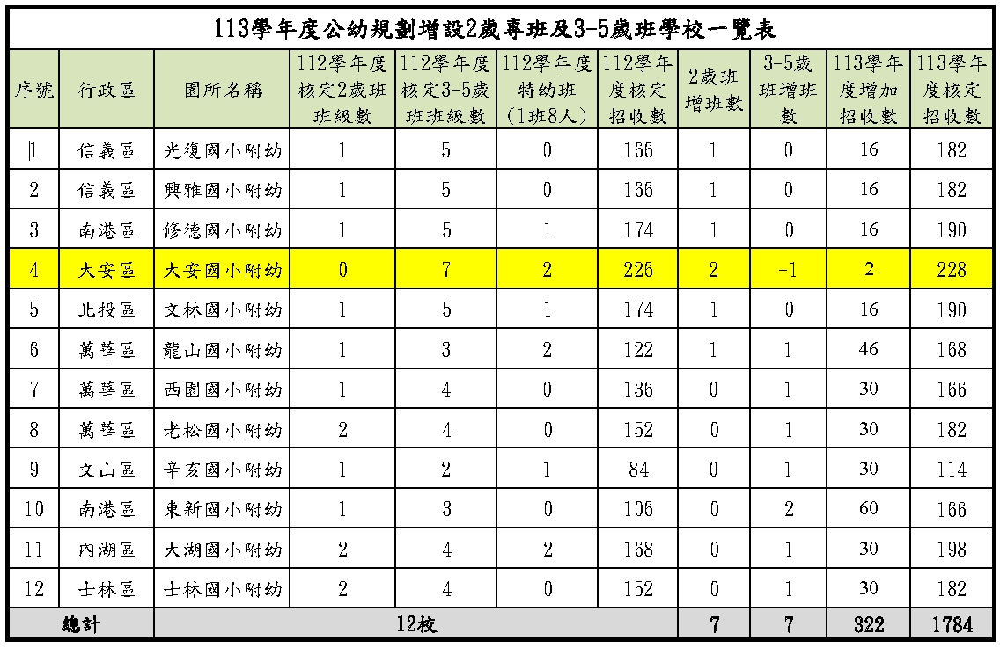 113學年度公幼規劃增設2歲專班及3-5歲班學校一覽表
序號 行政區 園所名稱 112學年度核定2歲班班級數 112學年度核定3-5歲班班級數 112學年度特幼班(1班8人) 112學年度核定招收數 2歲班增班數 3-5歲班增班數 113學年度增加招收數 113學年度核定招收數
1 信義區 光復國小附幼 1 5 0 166 1 0 16 182
2 信義區 興雅國小附幼 1 5 0 166 1 0 16 182
3 南港區 修德國小附幼 1 5 1 174 1 0 16 190
4 大安區 大安國小附幼 0 7 2 226 2 -1 2 228
5 北投區 文林國小附幼 1 5 1 174 1 0 16 190
6 萬華區 龍山國小附幼 1 3 2 122 1 1 46 168
7 萬華區 西園國小附幼 1 4 0 136 0 1 30 166
8 萬華區 老松國小附幼 2 4 0 152 0 1 30 182
9 文山區 辛亥國小附幼 1 2 1 84 0 1 30 114
10 南港區 東新國小附幼 1 3 0 106 0 2 60 166
11 內湖區 大湖國小附幼 2 4 2 168 0 1 30 198
12 士林區 士林國小附幼 2 4 0 152 0 1 30 182
總計 12校 7 7 322 1784